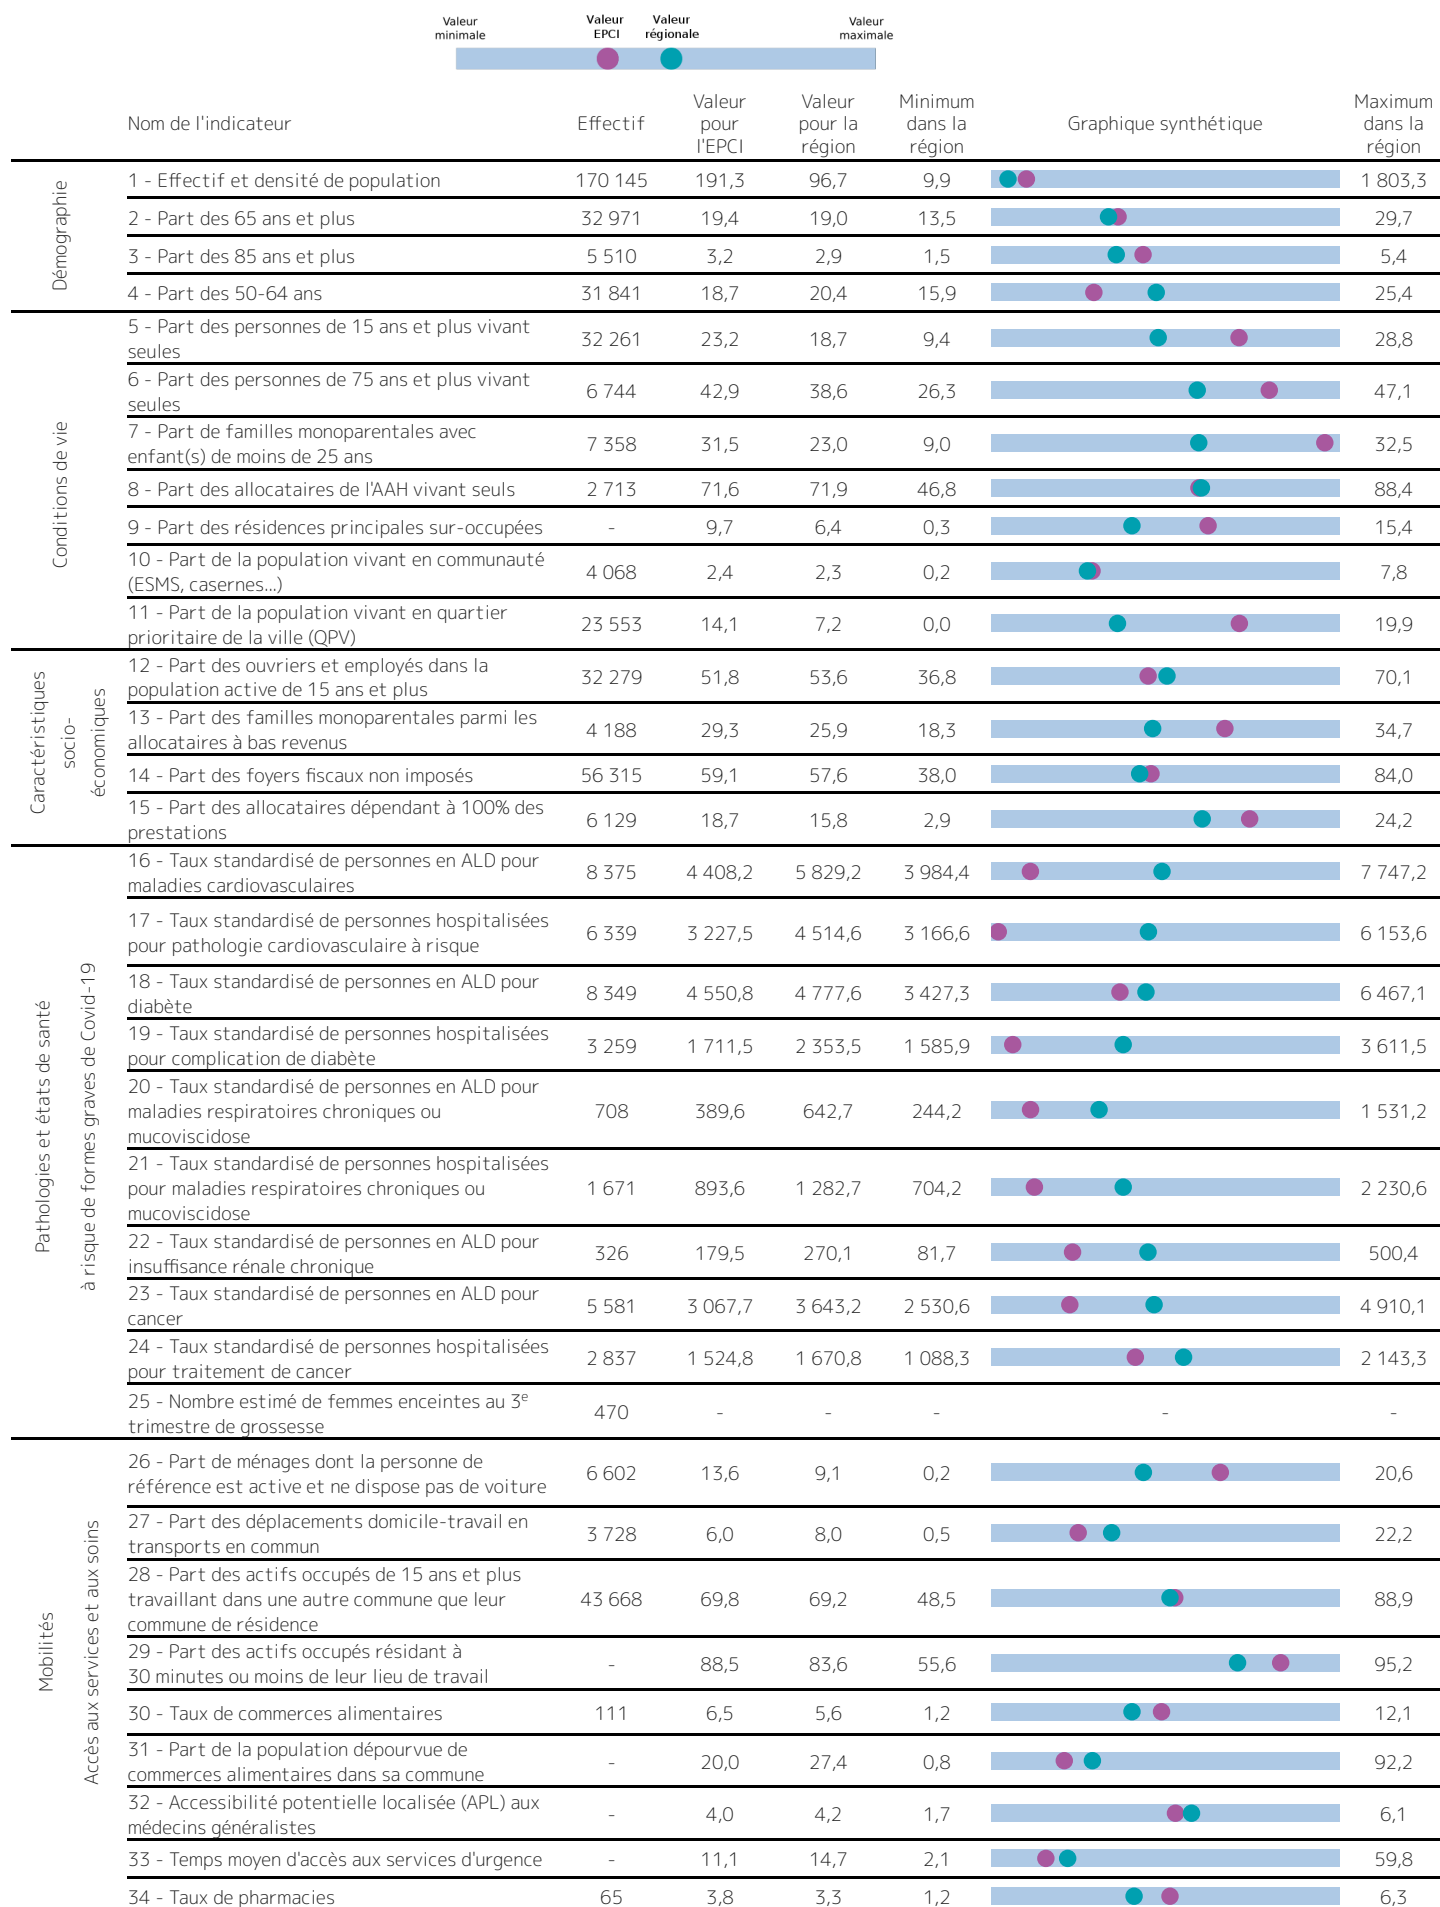 Valeur minimale
Valeur EPCI
Valeur régionale
Valeur maximale
Nom de l'indicateur
Effectif
Valeur pour l'EPCI
Valeur pour la région
Minimum dans la région
Graphique synthétique
Maximum dans la région
Démographie
1 - Effectif et densité de population 170 145 191,3 96,7 9,9 1 803,3
2 - Part des 65 ans et plus 32 971 19,4 19,0 13,5 29,7
3 - Part des 85 ans et plus 5 510 3,2 2,9 1,5 5,4
4 - Part des 50-64 ans 31 841 18,7 20,4 15,9 25,4
Conditions de vie
5 - Part des personnes de 15 ans et plus vivant
seules 32 261 23,2 18,7 9,4 28,8
6 - Part des personnes de 75 ans et plus vivant
seules 6 744 42,9 38,6 26,3 47,1
7 - Part de familles monoparentales avec
enfant(s) de moins de 25 ans 7 358 31,5 23,0 9,0 32,5
8 - Part des allocataires de l'AAH vivant seuls 2 713 71,6 71,9 46,8 88,4
9 - Part des résidences principales sur-occupées - 9,7 6,4 0,3 15,4
10 - Part de la population vivant en communauté
(ESMS, casernes...) 4 068 2,4 2,3 0,2 7,8
11 - Part de la population vivant en quartier
prioritaire de la ville (QPV) 23 553 14,1 7,2 0,0 19,9
Caractéristiques
socio-
économiques
12 - Part des ouvriers et employés dans la
population active de 15 ans et plus 32 279 51,8 53,6 36,8 70,1
13 - Part des familles monoparentales parmi les
allocataires à bas revenus 4 188 29,3 25,9 18,3 34,7
14 - Part des foyers fiscaux non imposés 56 315 59,1 57,6 38,0 84,0
15 - Part des allocataires dépendant à 100% des
prestations 6 129 18,7 15,8 2,9 24,2
Pathologies et états de santé
à risque de formes graves de Covid-19
16 - Taux standardisé de personnes en ALD pour
maladies cardiovasculaires 8 375 4 408,2 5 829,2 3 984,4 7 747,2
17 - Taux standardisé de personnes hospitalisées
pour pathologie cardiovasculaire à risque 6 339 3 227,5 4 514,6 3 166,6 6 153,6
18 - Taux standardisé de personnes en ALD pour
diabète 8 349 4 550,8 4 777,6 3 427,3 6 467,1
19 - Taux standardisé de personnes hospitalisées
pour complication de diabète 3 259 1 711,5 2 353,5 1 585,9 3 611,5
20 - Taux standardisé de personnes en ALD pour
maladies respiratoires chroniques ou
mucoviscidose 708 389,6 642,7 244,2 1 531,2
21 - Taux standardisé de personnes hospitalisées
pour maladies respiratoires chroniques ou
mucoviscidose 1 671 893,6 1 282,7 704,2 2 230,6
22 - Taux standardisé de personnes en ALD pour
insuffisance rénale chronique 326 179,5 270,1 81,7 500,4
23 - Taux standardisé de personnes en ALD pour
cancer 5 581 3 067,7 3 643,2 2 530,6 4 910,1
24 - Taux standardisé de personnes hospitalisées
pour traitement de cancer 2 837 1 524,8 1 670,8 1 088,3 2 143,3
25 - Nombre estimé de femmes enceintes au 3e
trimestre de grossesse 470 - - - - -
Mobilités
Accès aux services et aux soins
26 - Part de ménages dont la personne de
référence est active et ne dispose pas de voiture 6 602 13,6 9,1 0,2 20,6
27 - Part des déplacements domicile-travail en
transports en commun 3 728 6,0 8,0 0,5 22,2
28 - Part des actifs occupés de 15 ans et plus
travaillant dans une autre commune que leur
commune de résidence 43 668 69,8 69,2 48,5 88,9
29 - Part des actifs occupés résidant à
30 minutes ou moins de leur lieu de travail - 88,5 83,6 55,6 95,2
30 - Taux de commerces alimentaires 111 6,5 5,6 1,2 12,1
31 - Part de la population dépourvue de
commerces alimentaires dans sa commune - 20,0 27,4 0,8 92,2
32 - Accessibilité potentielle localisée (APL) aux
médecins généralistes - 4,0 4,2 1,7 6,1
33 - Temps moyen d'accès aux services d'urgence - 11,1 14,7 2,1 59,8
34 - Taux de pharmacies 65 3,8 3,3 1,2 6,3